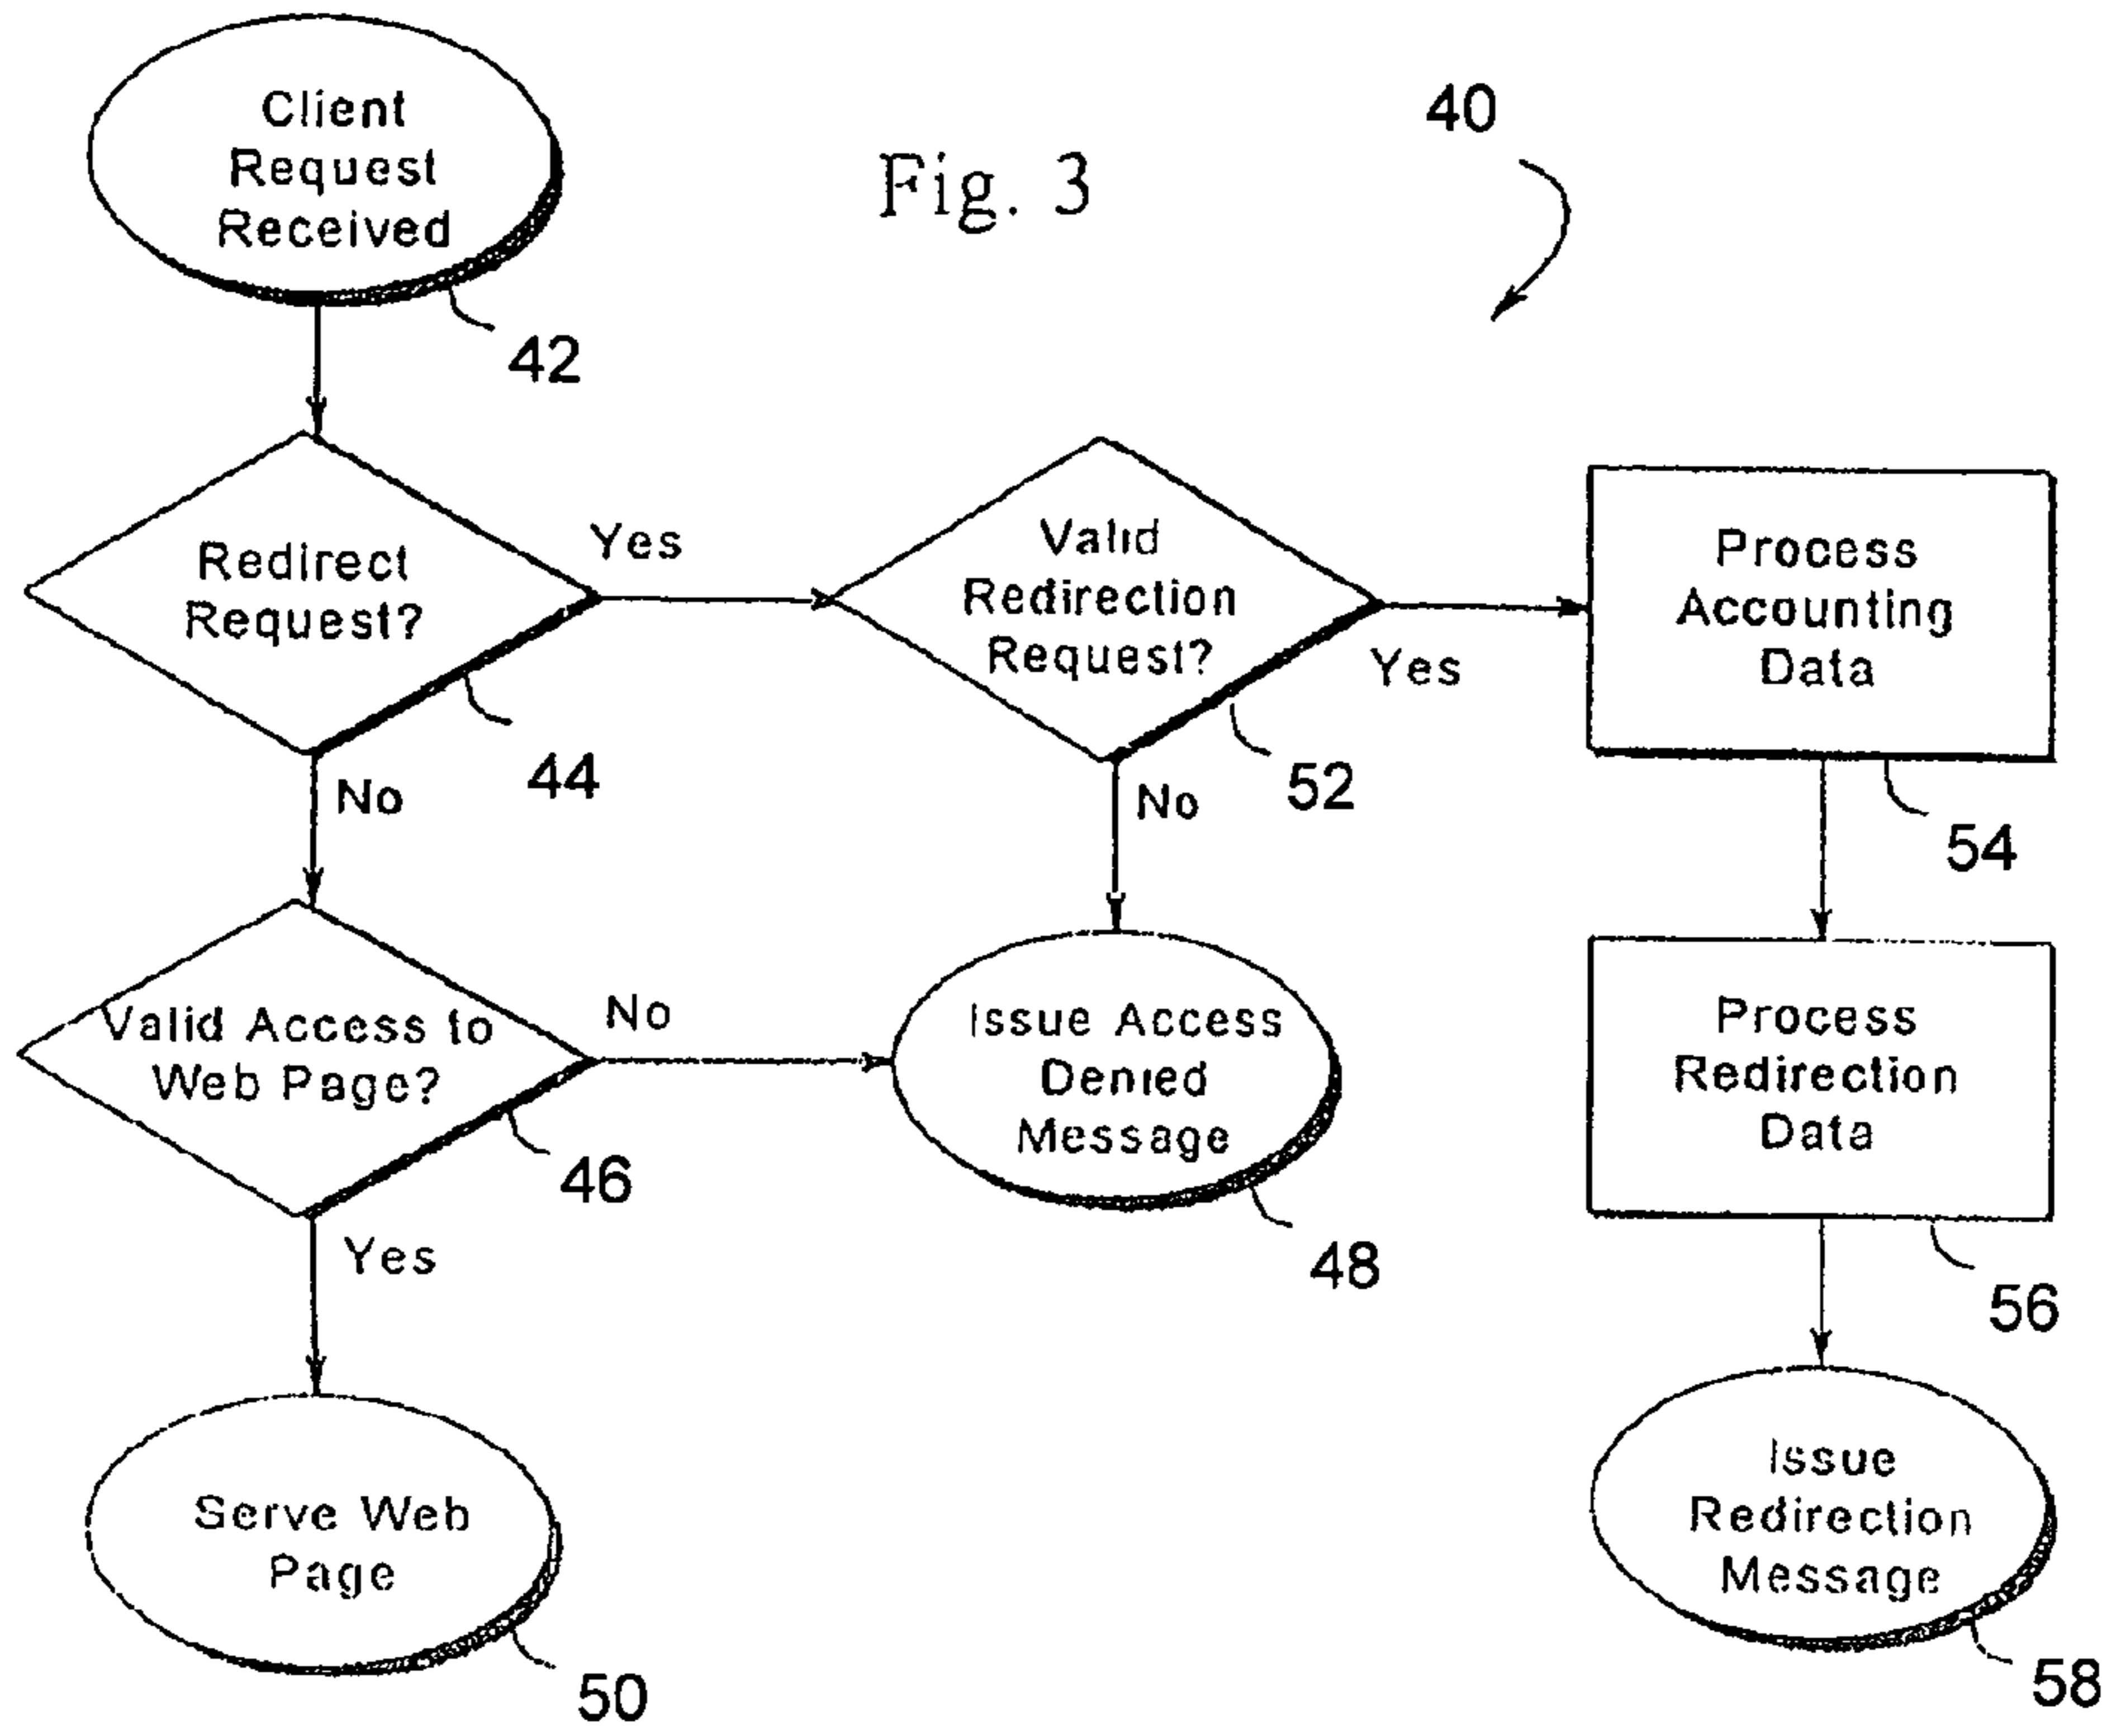 Client
Request
Received
Fig. 3
40
42
Redirect
Request?
Yes
44
No
Valid
Redirection
Request?
Yes
52
No
Process
Accounting
Data
54
Valid Access to
Web Page?
No
46
Yes
Issue Access
Denied
Message
48
Process
Redirection
Data
56
Serve Web
Page
50
Issue
Redirection
Message
58